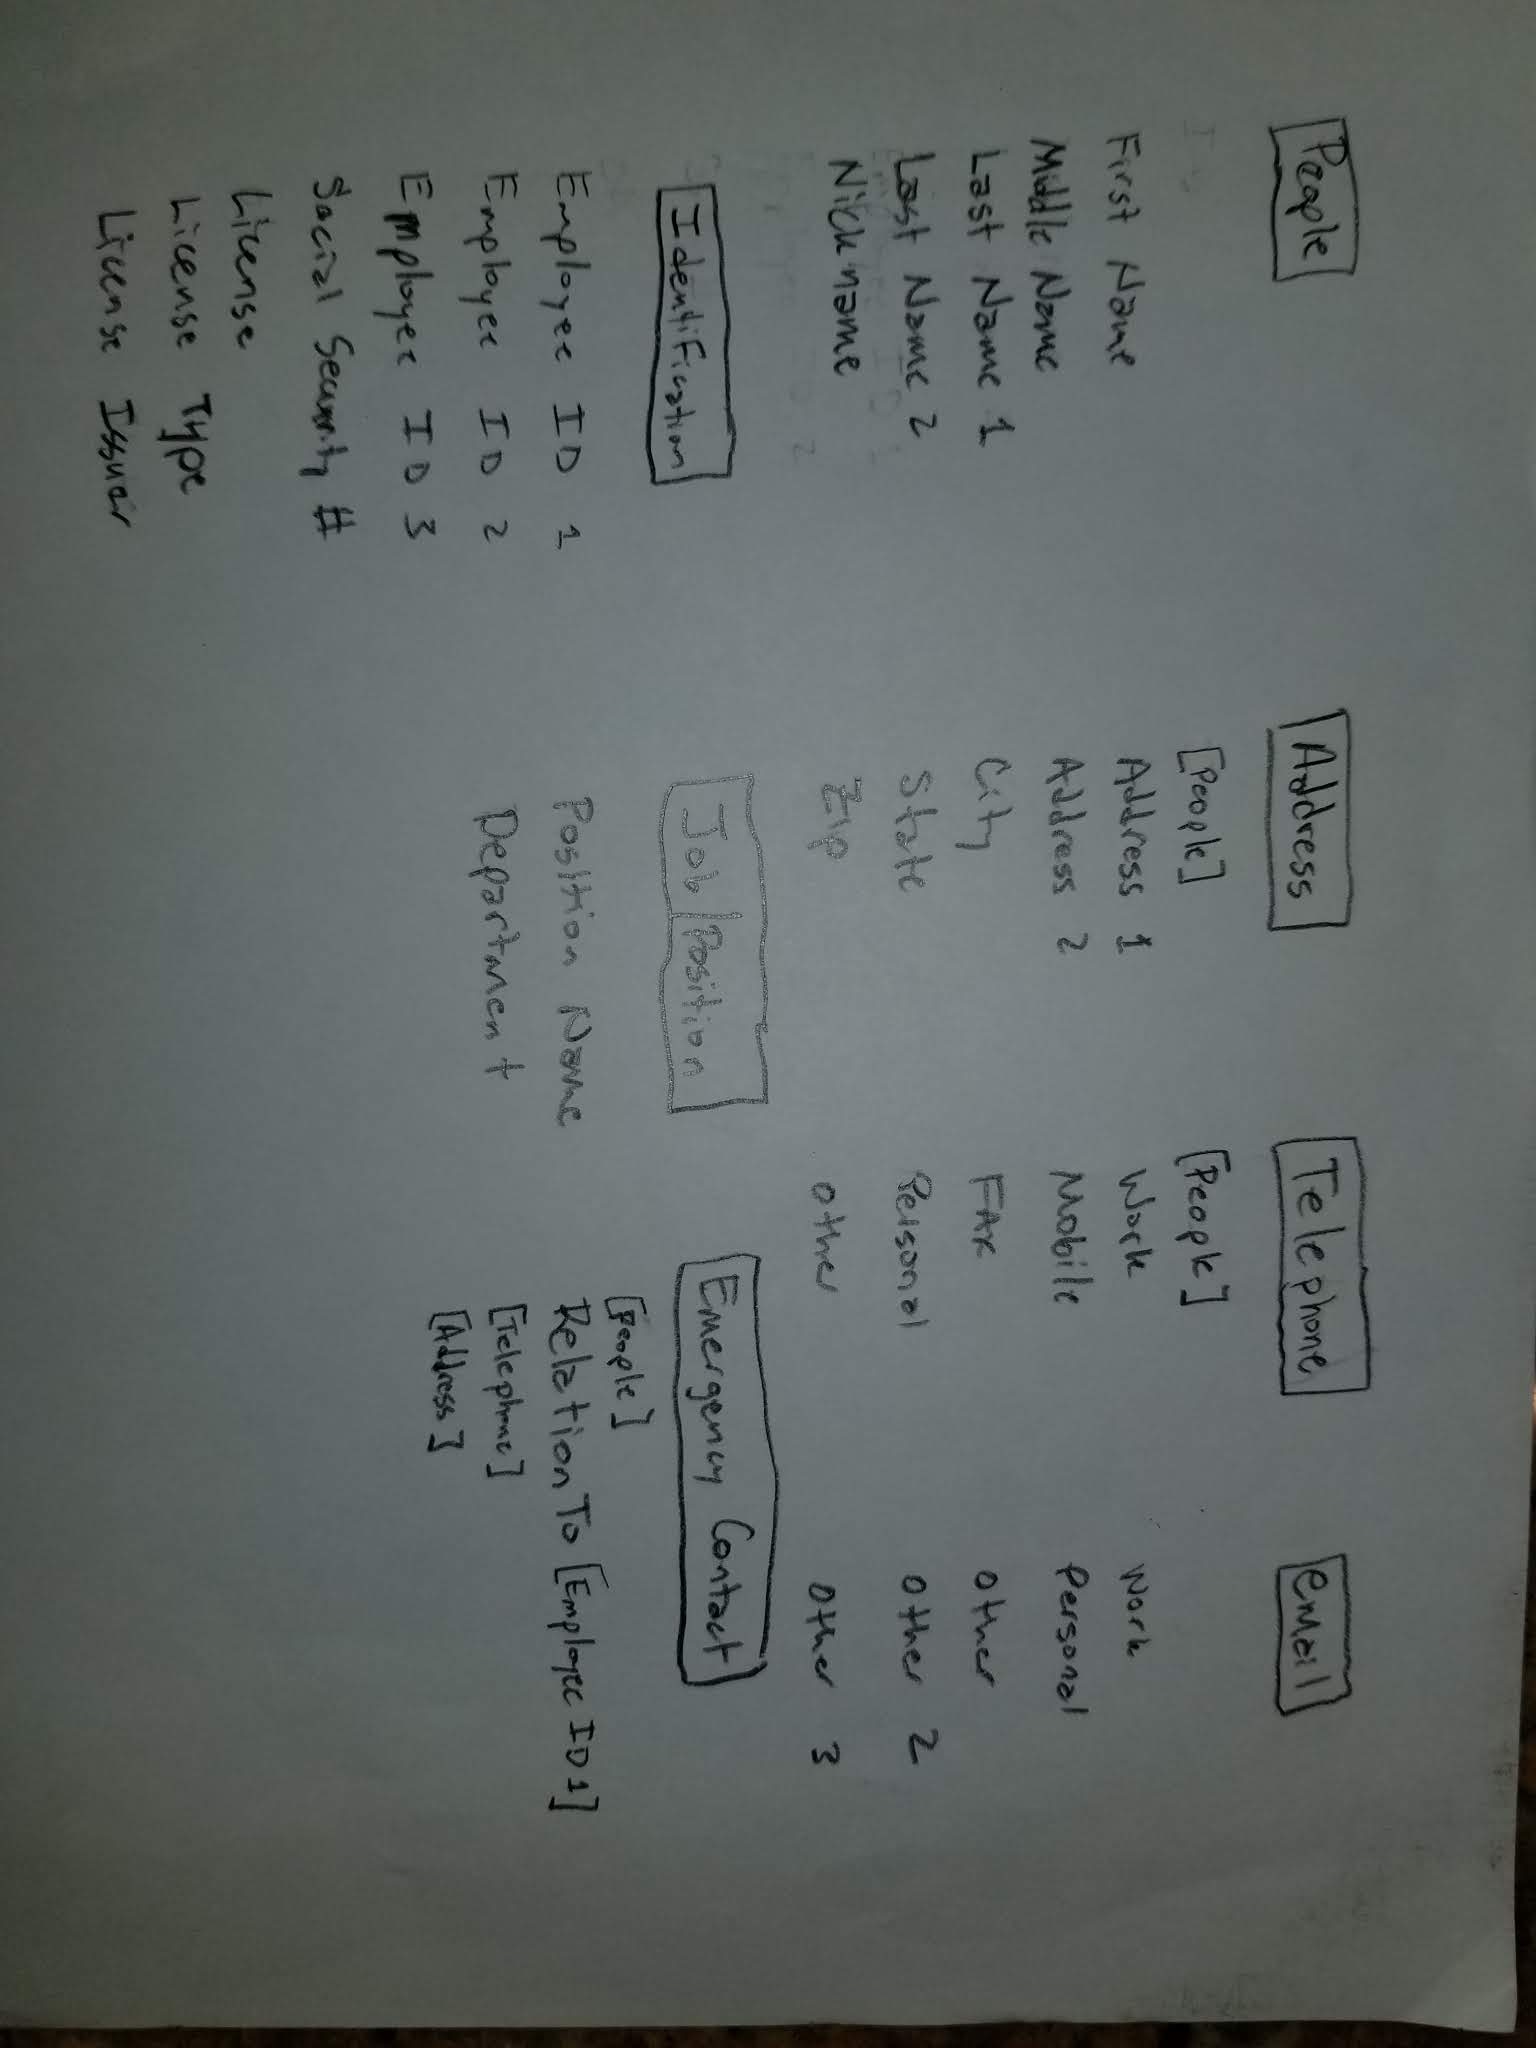 People
First Name
Middle Name
Last Name 1
Last Name 2
Nickname
Address
[People]
Address 1
Address 2
City
State
Zip
Telephone
[People]
Work
Mobile
FAX
Personal
other
email
Work
Personal
other
other 2
other 3
Identification
Employee ID 1
Employee ID 2
Employee ID 3
Social Security #
License
License Type
License Issuer
Job/Position
Position Name
Department
Emergency Contact
[People]
Relation To [Employee ID 1]
[Telephone]
[Address]